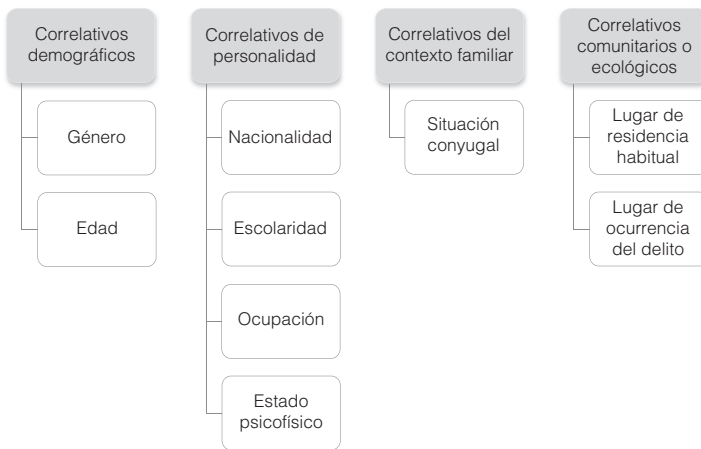 Correlativos
demográficos
Género
Edad
Correlativos de
personalidad
Nacionalidad
Escolaridad
Ocupación
Estado
psicofísico
Correlativos del
contexto familiar
Situación
conyugal
Correlativos
comunitarios o
ecológicos
Lugar de
residencia
habitual
Lugar de
ocurrencia
del delito